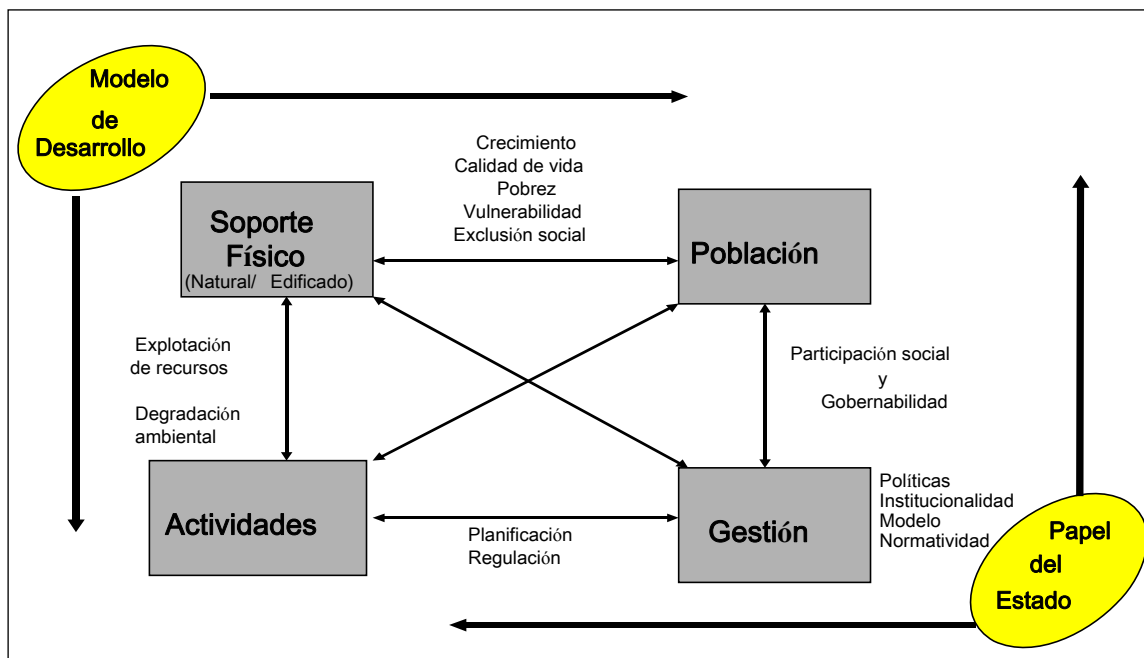 Modelo
de
Desarrollo
Crecimiento
Calidad de vida
Pobrez
Vulnerabilidad
Exclusión social
Soporte
Físico
(Natural/ Edificado)
Población
Explotación
de recursos
Degradación
ambiental
Participación social
y
Gobernabilidad
Actividades
Planificación
Regulación
Gestión
Políticas
Institucionalidad
Modelo
Normatividad
Papel
del
Estado